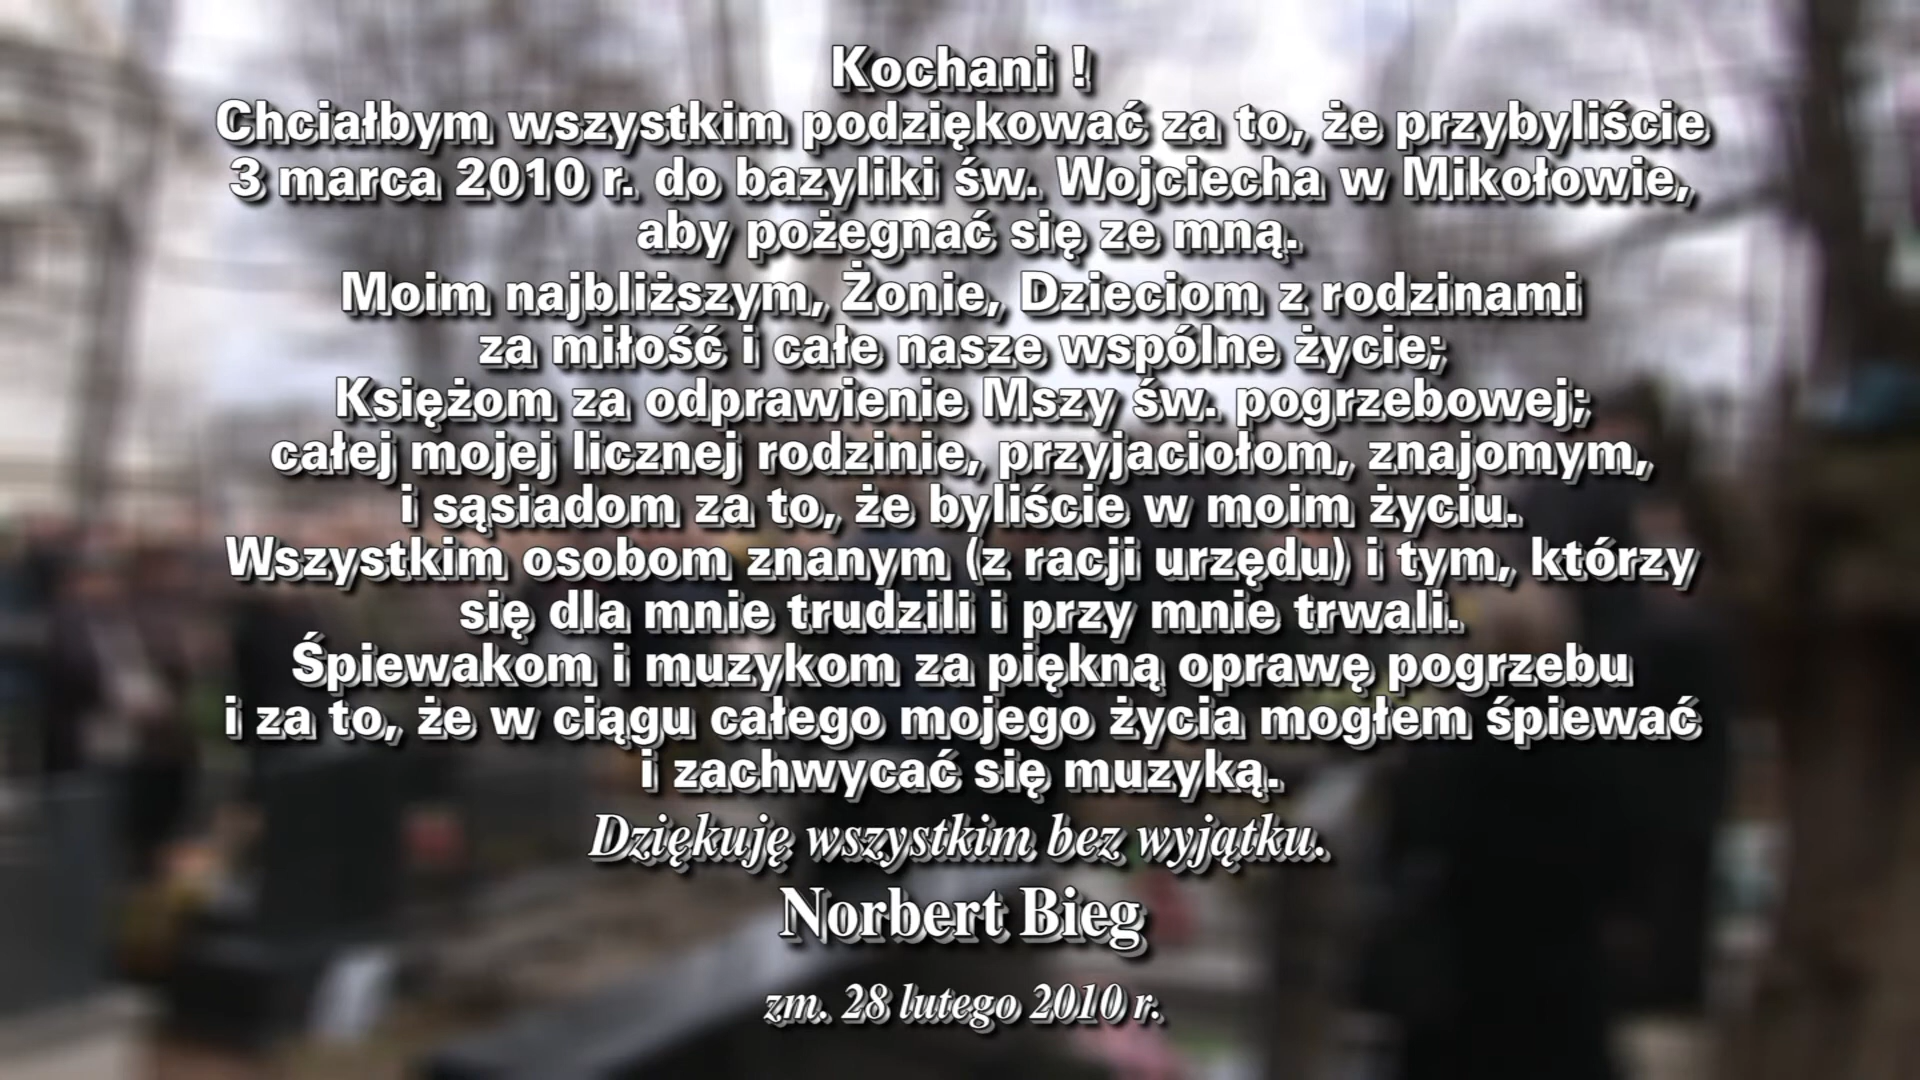 Kochani !
Chciałbym wszystkim podziękować za to, że przybyliście
3 marca 2010 r. do bazyliki św. Wojciecha w Mikołowie,
aby pożegnać się ze mną.
Moim najbliższym, Żonie, Dzieciom z rodzinami
za miłość i całe nasze wspólne życie;
Księżom za odprawienie Mszy św. pogrzebowej;
całej mojej licznej rodzinie, przyjaciołom, znajomym,
i sąsiadom za to, że byliście w moim życiu.
Wszystkim osobom znanym (z racji urzędu) i tym, którzy
się dla mnie trudzili i przy mnie trwali.
Śpiewakom i muzykom za piękną oprawę pogrzebu
i za to, że w ciągu całego mojego życia mogłem śpiewać
i zachwycać się muzyką.
Dziękuję wszystkim bez wyjątku.
Norbert Bieg
zm. 28 lutego 2010 r.